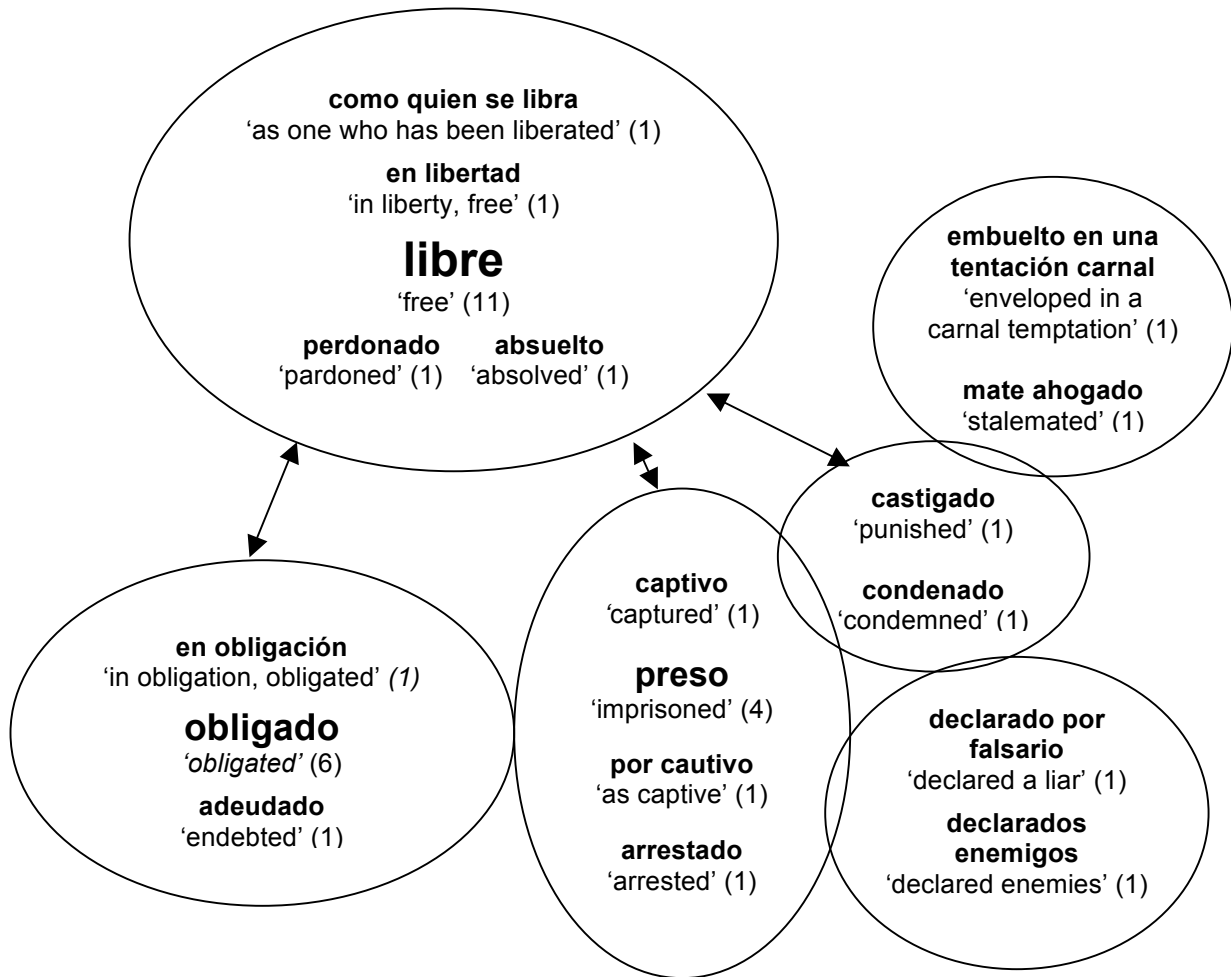 como quien se libra
‘as one who has been liberated’ (1)
en libertad
‘in liberty, free’ (1)
libre
‘free’ (11)
perdonado absuelto
‘pardoned’ (1) ‘absolved’ (1)
embuelto en una
tentación carnal
‘enveloped in a
carnal temptation’ (1)
mate ahogado
‘stalemated’ (1)
castigado
‘punished’ (1)
condenado
‘condemned’ (1)
en obligación
‘in obligation, obligated’ (1)
obligado
‘obligated’ (6)
adeudado
‘endebted’ (1)
captivo
‘captured’ (1)
preso
‘imprisoned’ (4)
por cautivo
‘as captive’ (1)
arrestado
‘arrested’ (1)
declarado por
falsario
‘declared a liar’ (1)
declarados
enemigos
‘declared enemies’ (1)